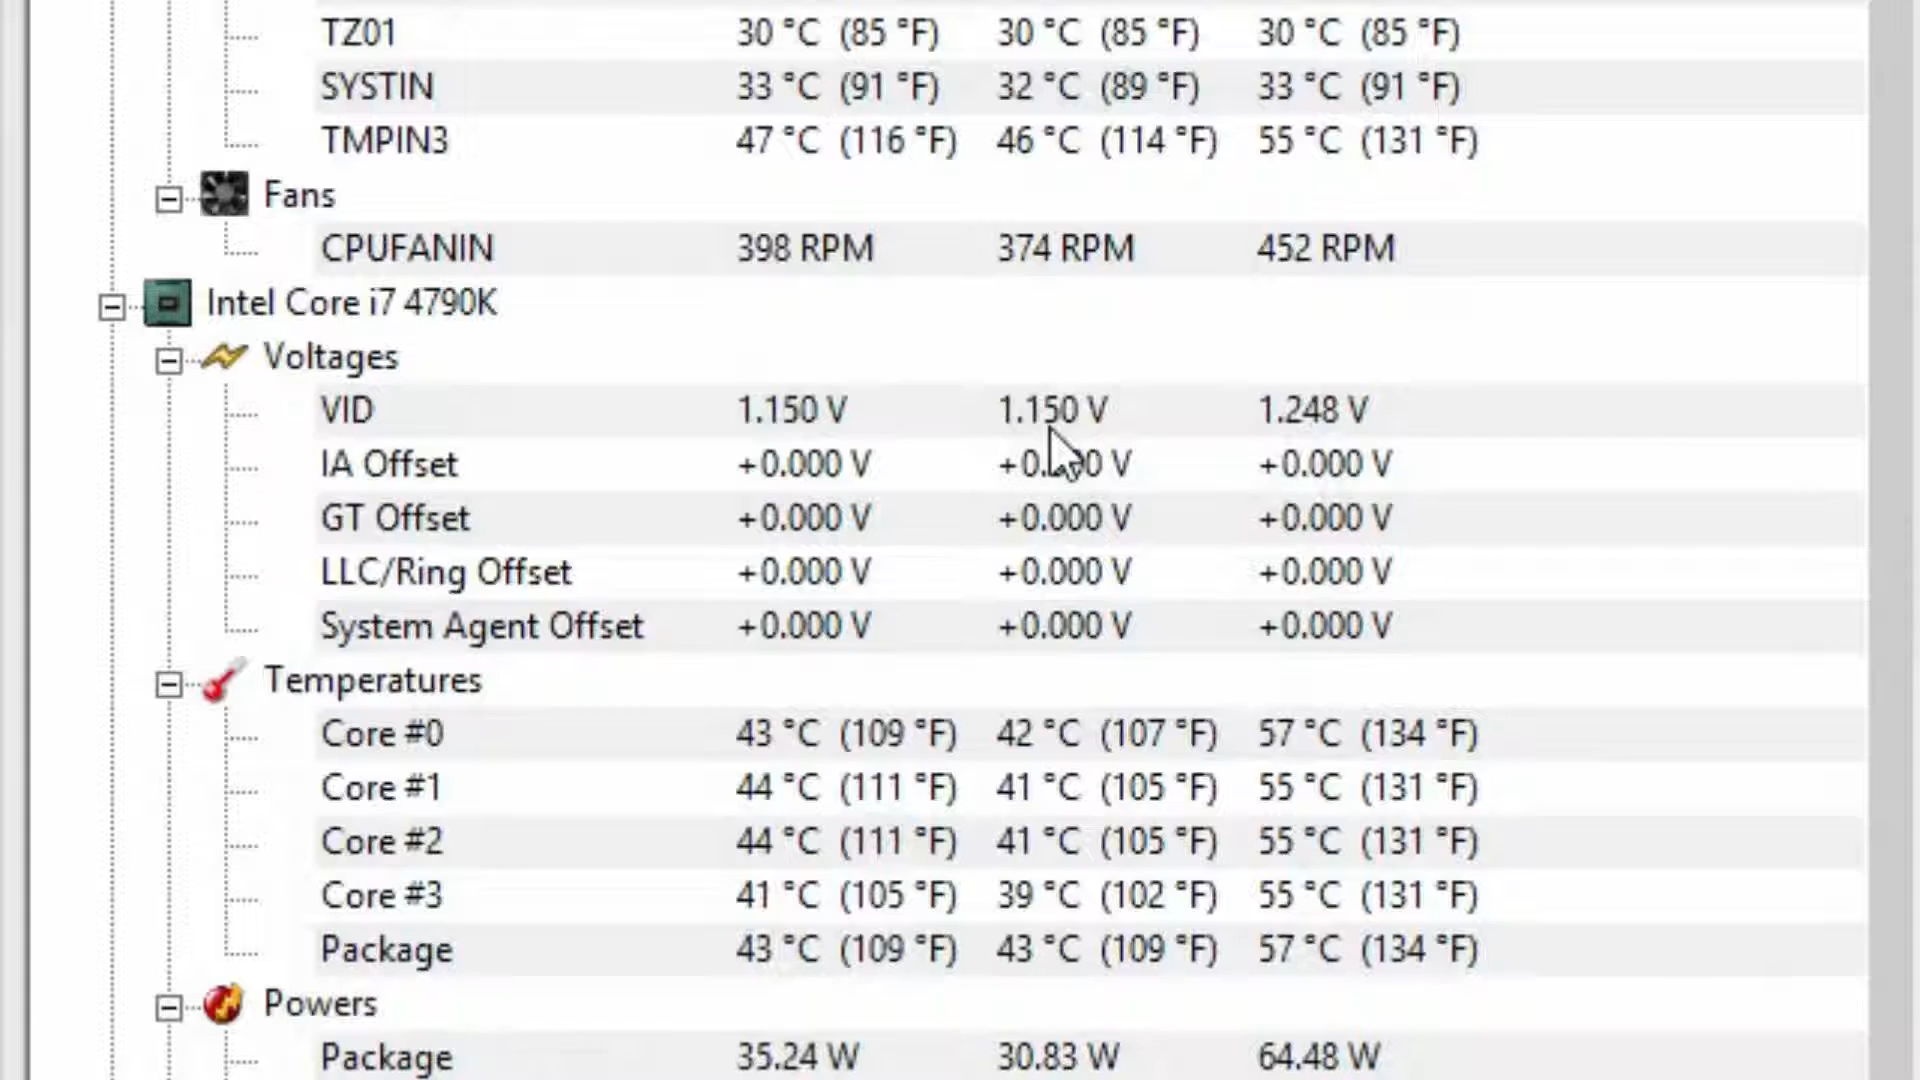 TZ01 30 °C (85 °F) 30 °C (85 °F) 30 °C (85 °F)
SYSTIN 33 °C (91 °F) 32 °C (89 °F) 33 °C (91 °F)
TMPIN3 47 °C (116 °F) 46 °C (114 °F) 55 °C (131 °F)
Fans
CPUFANIN 398 RPM 374 RPM 452 RPM
Intel Core i7 4790K
Voltages
VID 1.150 V 1.150 V 1.248 V
IA Offset +0.000 V +0.000 V +0.000 V
GT Offset +0.000 V +0.000 V +0.000 V
LLC/Ring Offset +0.000 V +0.000 V +0.000 V
System Agent Offset +0.000 V +0.000 V +0.000 V
Temperatures
Core #0 43 °C (109 °F) 42 °C (107 °F) 57 °C (134 °F)
Core #1 44 °C (111 °F) 41 °C (105 °F) 55 °C (131 °F)
Core #2 44 °C (111 °F) 41 °C (105 °F) 55 °C (131 °F)
Core #3 41 °C (105 °F) 39 °C (102 °F) 55 °C (131 °F)
Package 43 °C (109 °F) 43 °C (109 °F) 57 °C (134 °F)
Powers
Package 35.24 W 30.83 W 64.48 W